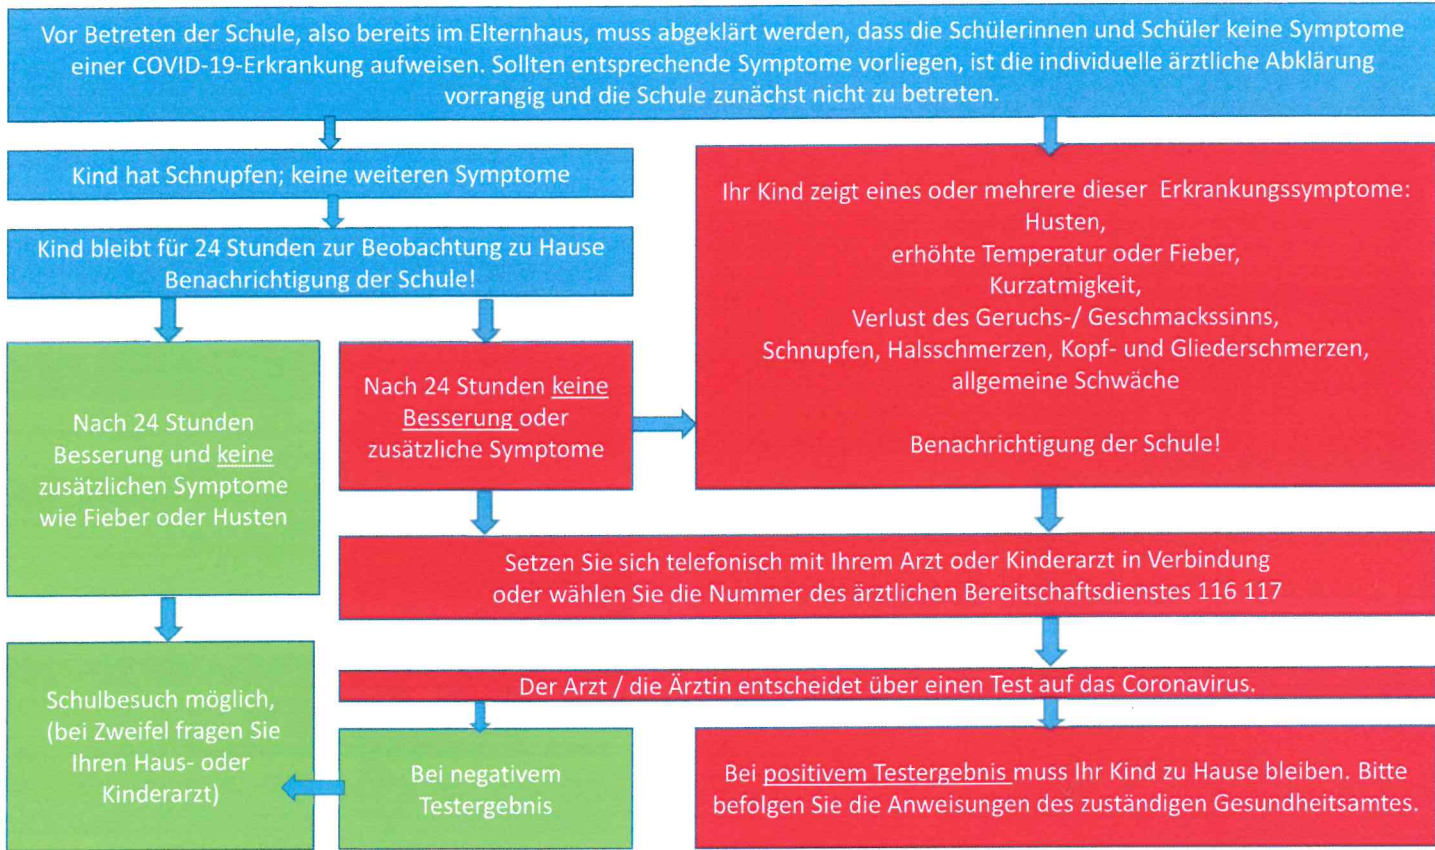 Vor Betreten der Schule, also bereits im Elternhaus, muss abgeklärt werden, dass die Schülerinnen und Schüler keine Symptome
einer COVID-19-Erkrankung aufweisen. Sollten entsprechende Symptome vorliegen, ist die individuelle ärztliche Abklärung
vorrangig und die Schule zunächst nicht zu betreten.
Kind hat Schnupfen; keine weiteren Symptome
Kind bleibt für 24 Stunden zur Beobachtung zu Hause
Benachrichtigung der Schule!
Nach 24 Stunden
Besserung und keine
zusätzlichen Symptome
wie Fieber oder Husten
Nach 24 Stunden keine
Besserung oder
zusätzliche Symptome
Ihr Kind zeigt eines oder mehrere dieser Erkrankungssymptome:
Husten,
erhöhte Temperatur oder Fieber,
Kurzatmigkeit,
Verlust des Geruchs-/ Geschmackssinns,
Schnupfen, Halsschmerzen, Kopf- und Gliederschmerzen,
allgemeine Schwäche
Benachrichtigung der Schule!
Setzen Sie sich telefonisch mit Ihrem Arzt oder Kinderarzt in Verbindung
oder wählen Sie die Nummer des ärztlichen Bereitschaftsdienstes 116 117
Der Arzt / die Ärztin entscheidet über einen Test auf das Coronavirus.
Schulbesuch möglich,
(bei Zweifel fragen Sie
Ihren Haus- oder
Kinderarzt)
Bei negativem
Testergebnis
Bei positivem Testergebnis muss Ihr Kind zu Hause bleiben. Bitte
befolgen Sie die Anweisungen des zuständigen Gesundheitsamtes.